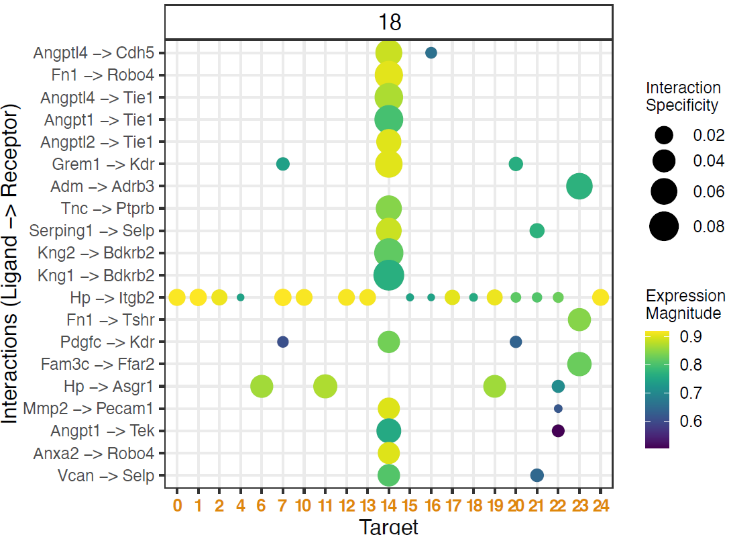 18
Interactions (Ligand −> Receptor)
Angptl4 −> Cdh5
Fn1 −> Robo4
Angptl4 −> Tie1
Angpt1 −> Tie1
Angptl2 −> Tie1
Grem1 −> Kdr
Adm −> Adrb3
Tnc −> Ptprb
Serping1 −> Selp
Kng2 −> Bdkrb2
Kng1 −> Bdkrb2
Hp −> Itgb2
Fn1 −> Tshr
Pdgfc −> Kdr
Fam3c −> Ffar2
Hp −> Asgr1
Mmp2 −> Pecam1
Angpt1 −> Tek
Anxa2 −> Robo4
Vcan −> Selp
0 1 2 4 6 7 10 11 12 13 14 15 16 17 18 19 20 21 22 23 24
Target
Interaction
Specificity
0.02
0.04
0.06
0.08
Expression
Magnitude
0.9
0.8
0.7
0.6